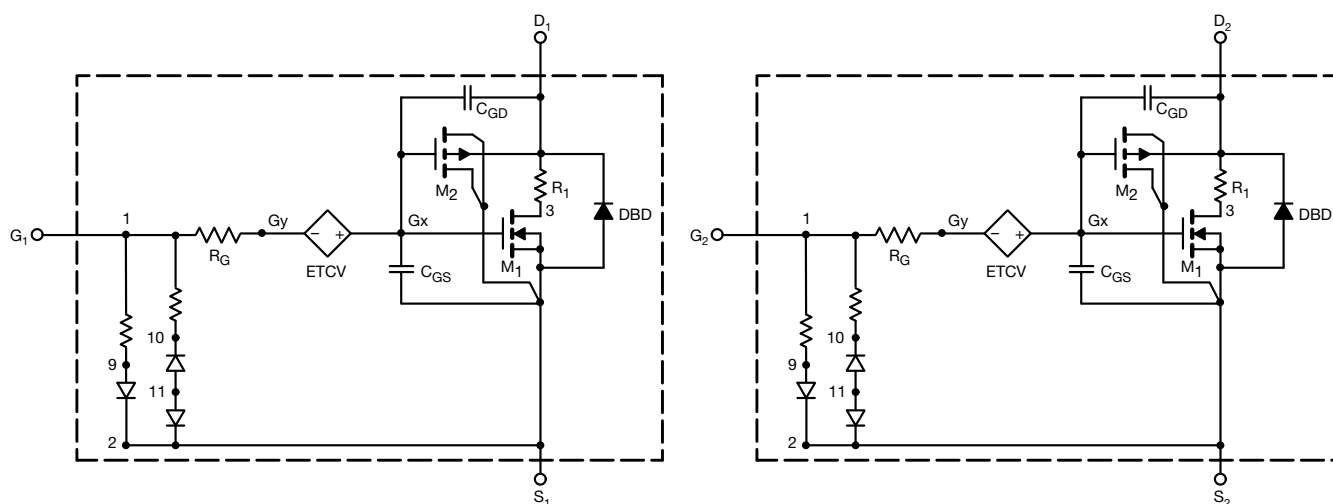 D1 D2
CGD CGD
M2 R1 M2 R1
3 DBD 3 DBD
1 Gy Gx 1 Gy Gx
G1 G2
RG ETCV M1 RG ETCV M1
CGS CGS
10 10
9 9
11 11
2 2
S1 S2